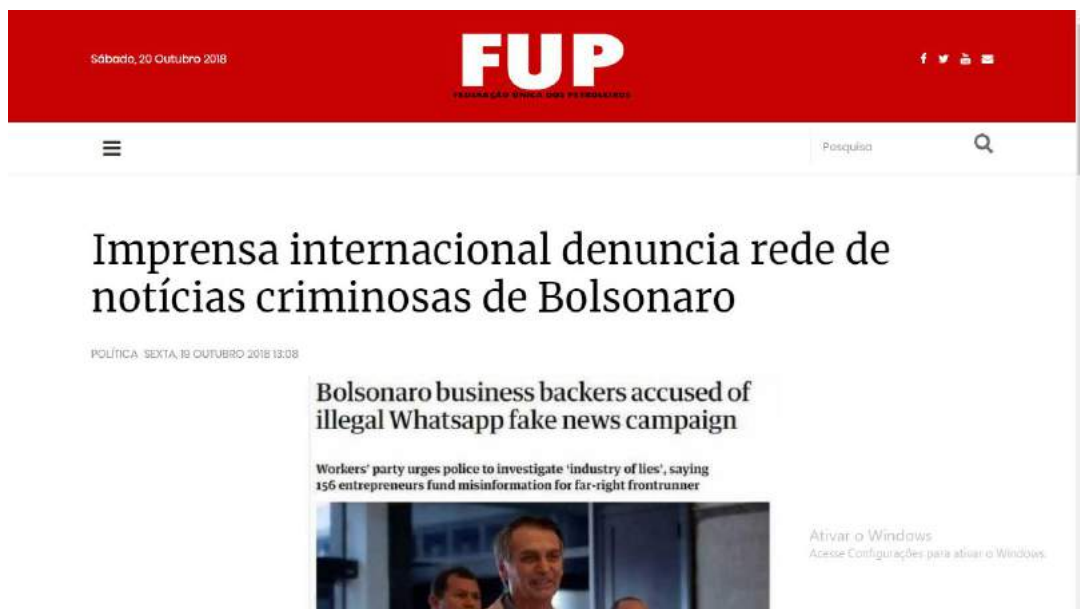 Sábado, 20 Outubro 2018
FUP
FEDERAÇÃO ÚNICA DOS PETROLEIROS
Pesquisa
Imprensa internacional denuncia rede de
notícias criminosas de Bolsonaro
POLÍTICA SEXTA, 19 OUTUBRO 2018 13:08
Bolsonaro business backers accused of
illegal Whatsapp fake news campaign
Workers' party urges police to investigate ‘industry of lies’, saying
156 entrepreneurs fund misinformation for far-right frontrunner
Ativar o Windows
Acesse Configurações para ativar o Windows.